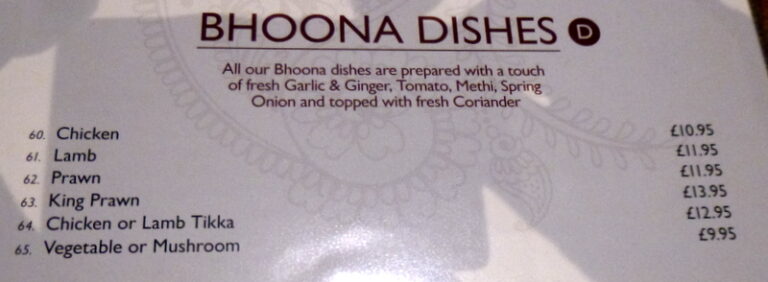 BHOONA DISHES D
All our Bhoona dishes are prepared with a touch
of fresh Garlic & Ginger, Tomato, Methi, Spring
Onion and topped with fresh Coriander
60. Chicken £10.95
61. Lamb £11.95
62. Prawn £11.95
63. King Prawn £13.95
64. Chicken or Lamb Tikka £12.95
65. Vegetable or Mushroom £9.95